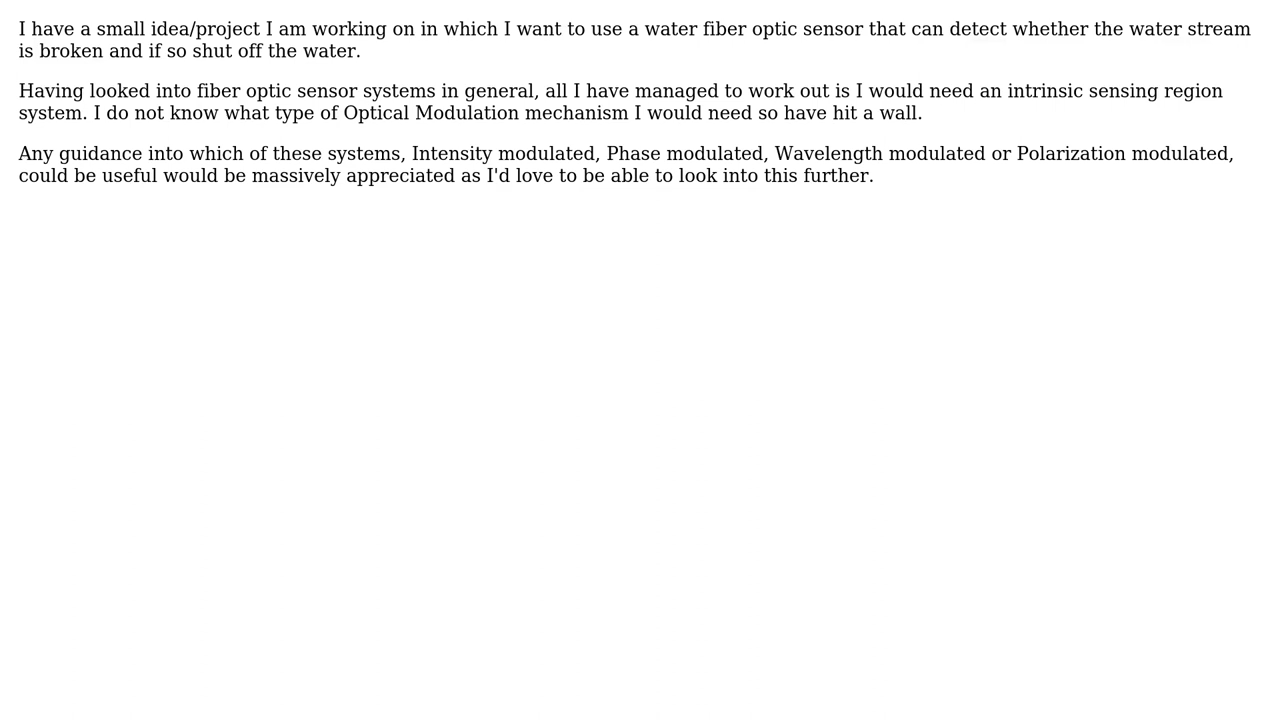 I have a small idea/project I am working on in which I want to use a water fiber optic sensor that can detect whether the water stream
is broken and if so shut off the water.
Having looked into fiber optic sensor systems in general, all I have managed to work out is I would need an intrinsic sensing region
system. I do not know what type of Optical Modulation mechanism I would need so have hit a wall.
Any guidance into which of these systems, Intensity modulated, Phase modulated, Wavelength modulated or Polarization modulated,
could be useful would be massively appreciated as I'd love to be able to look into this further.